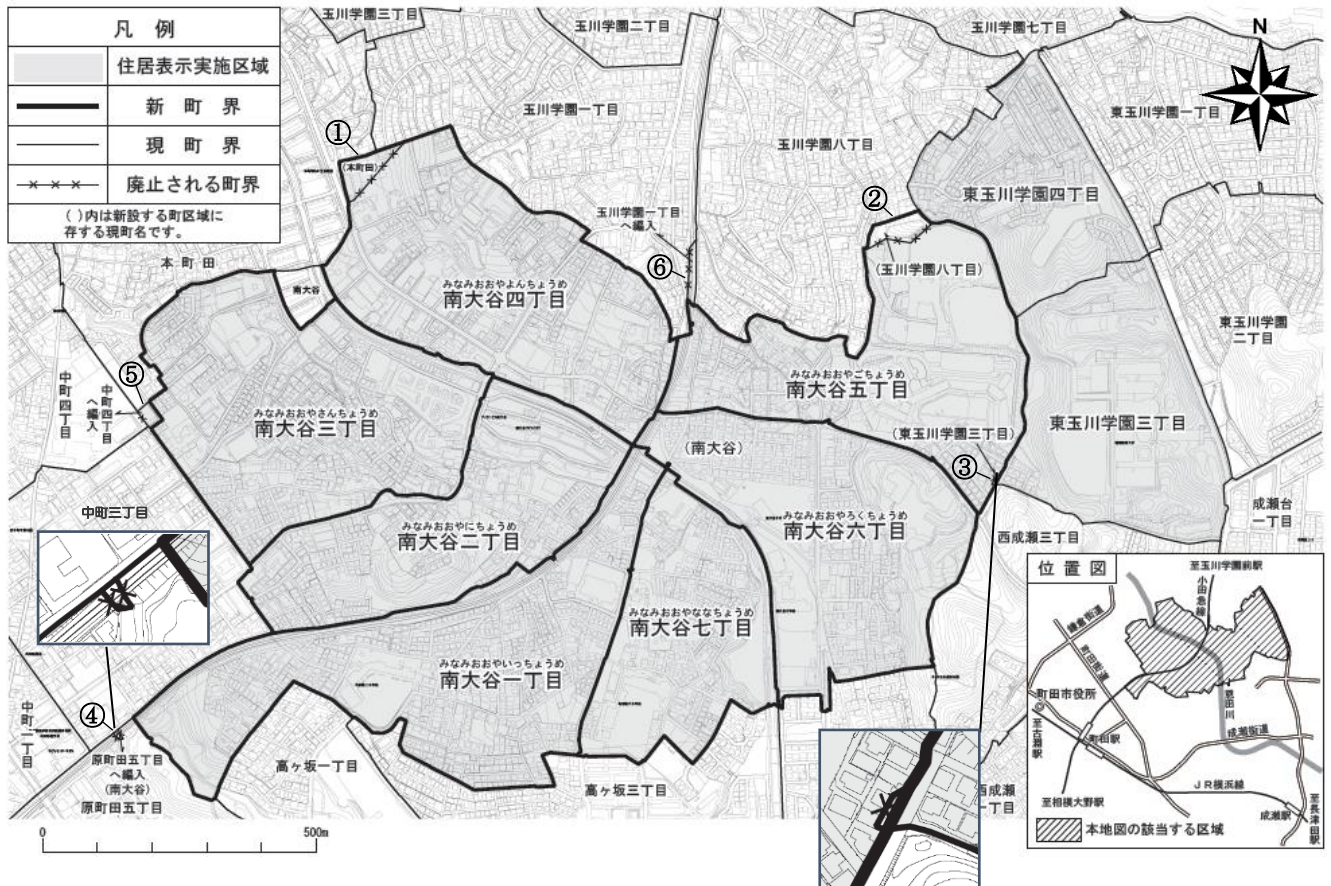 凡 例
住居表示実施区域
新 町 界
現 町 界
廃止される町界
( )内は新設する町区域に
存する現町名です。
玉川学園三丁目
玉川学園二丁目
玉川学園七丁目
N
玉川学園一丁目
玉川学園八丁目
東玉川学園一丁目
①
(本町田)
東玉川学園四丁目
②
(玉川学園八丁目)
玉川学園一丁目
へ編入
⑥
本 町 田
南大谷
みなみおおやよんちょうめ
南大谷四丁目
東玉川学園
二丁目
⑤
中町四丁目
中町四丁目
へ編入
みなみおおやごちょうめ
南大谷五丁目
みなみおおやさんちょうめ
南大谷三丁目
(東玉川学園三丁目)
東玉川学園三丁目
(南大谷)
③
中町三丁目
みなみおおやにちょうめ
南大谷二丁目
みなみおおやろくちょうめ
南大谷六丁目
西成瀬三丁目
成瀬台
一丁目
みなみおおやななちょうめ
南大谷七丁目
みなみおおやいっちょうめ
南大谷一丁目
④
中町一丁目
原町田五丁目
へ編入
(南大谷)
原町田五丁目
高ヶ坂一丁目
高ヶ坂三丁目
西成瀬
一丁目
0
500m
位 置 図
至玉川学園前駅
小田急線
鎌倉街道
町田街道
町田市役所
恩田川
至古淵駅
町田駅
成瀬街道
JR横浜線
至相模大野駅
成瀬駅
至長津田駅
本地図の該当する区域